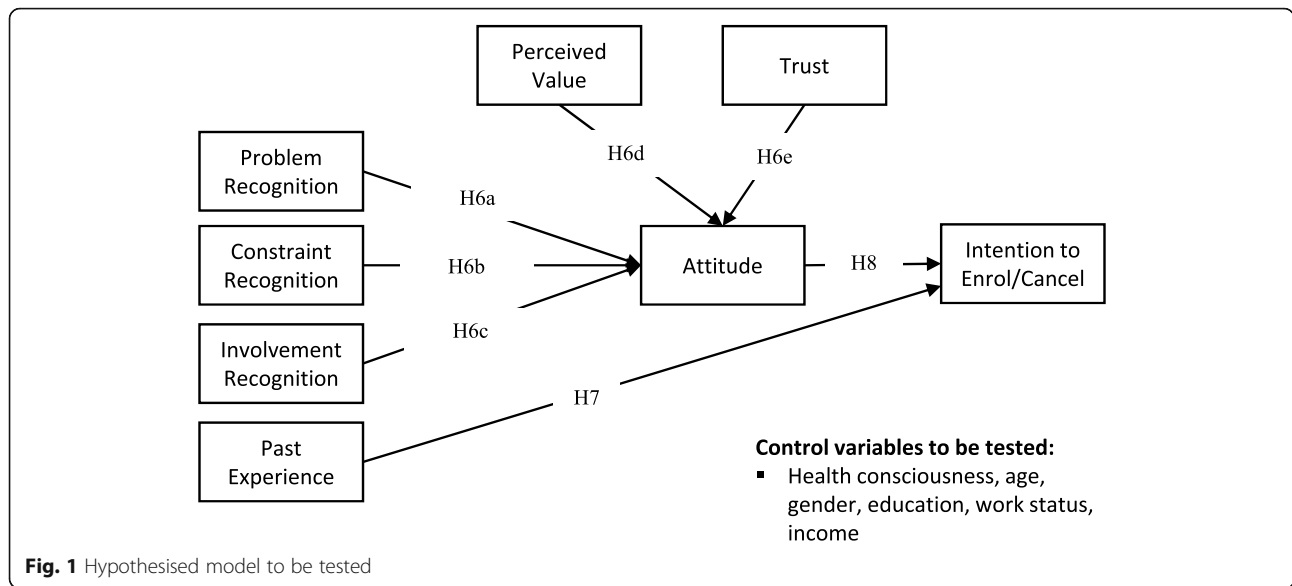 Perceived
Value
Trust
H6d
H6e
Problem
Recognition
H6a
Constraint
Recognition
H6b
Attitude
H8
Intention to
Enrol/Cancel
Involvement
Recognition
H6c
H7
Past
Experience
Control variables to be tested:
▪ Health consciousness, age,
gender, education, work status,
income
Fig. 1 Hypothesised model to be tested